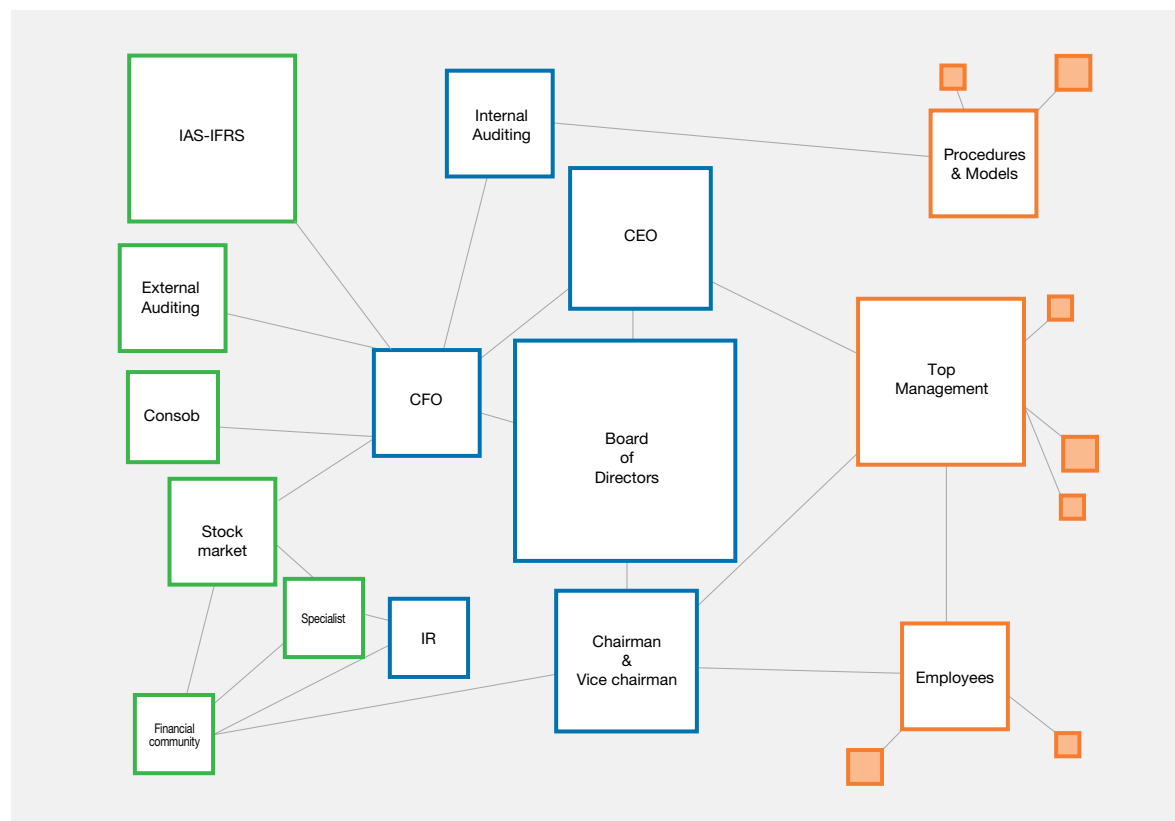 IAS-IFRS
Internal
Auditing
Procedures
& Models
CEO
External
Auditing
Top
Management
CFO
Consob
Board
of
Directors
Stock
market
Specialist
IR
Chairman
&
Vice chairman
Employees
Financial
community